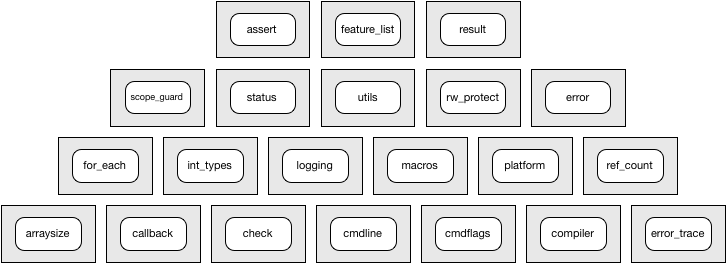 assert
feature_list
result
scope_guard
status
utils
rw_protect
error
for_each
int_types
logging
macros
platform
ref_count
arraysize
callback
check
cmdline
cmdflags
compiler
error_trace